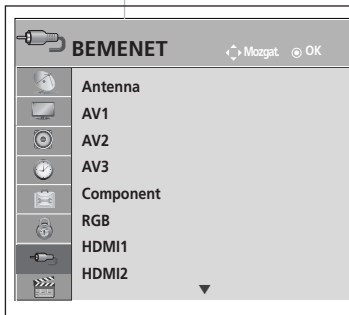 BEMENET
Mozgat. OK
Antenna
AV1
AV2
AV3
Component
RGB
HDMI1
HDMI2